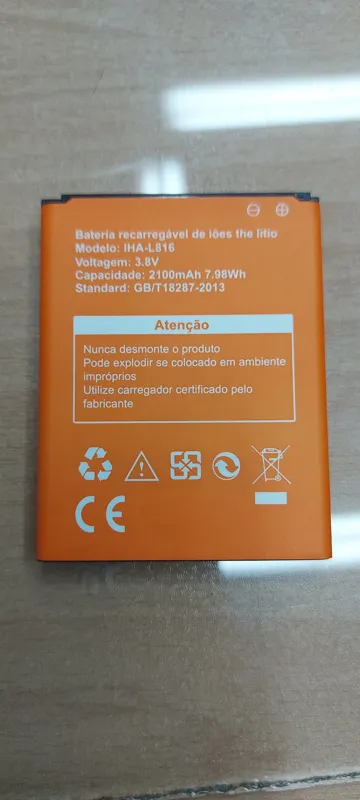 Bateria recarregável de iões the lítio
Modelo: IHA-L816
Voltagem: 3.8V
Capacidade: 2100mAh 7.98Wh
Standard: GB/T18287-2013
Atenção
Nunca desmonte o produto
Pode explodir se colocado em ambiente
impróprios
Utilize carregador certificado pelo
fabricante
CE